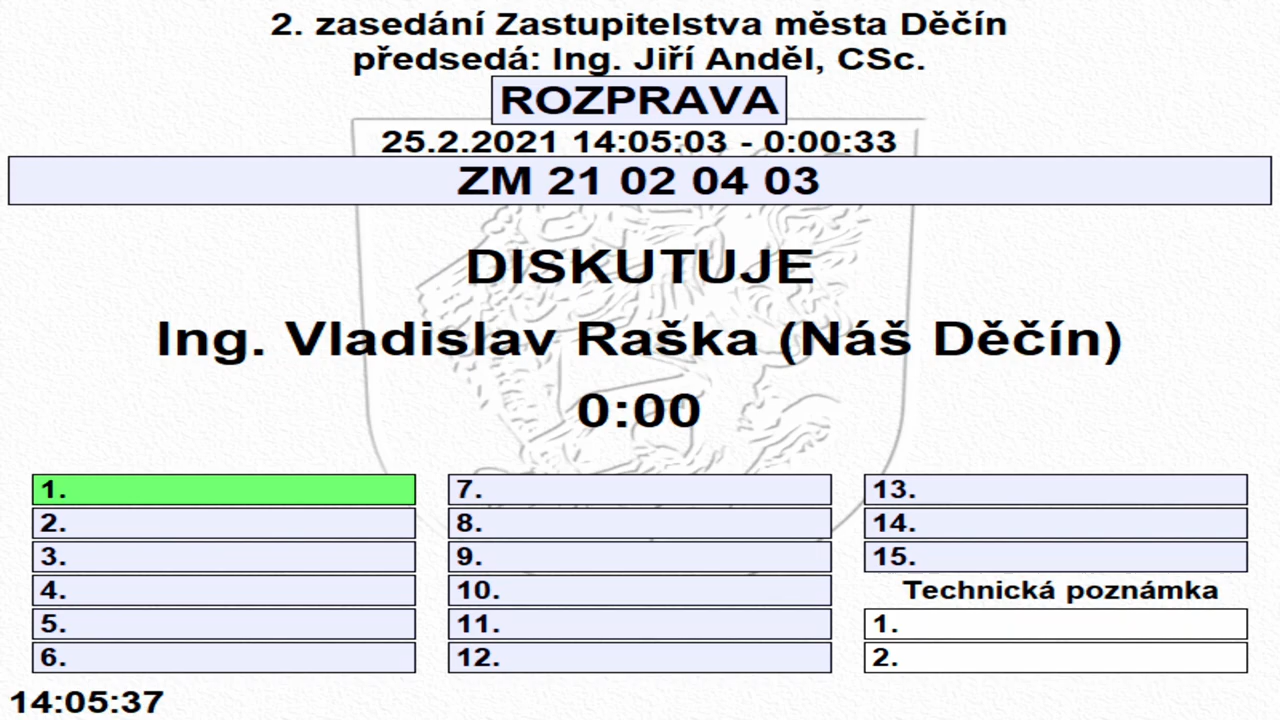 2. zasedání Zastupitelstva města Děčín
předsedá: Ing. Jiří Anděl, CSc.
ROZPRAVA
25.2.2021 14:05:03 - 0:00:33
ZM 21 02 04 03
DISKUTUJE
Ing. Vladislav Raška (Náš Děčín)
0:00
1.
2.
3.
4.
5.
6.
7.
8.
9.
10.
11.
12.
13.
14.
15.
Technická poznámka
1.
2.
14:05:37